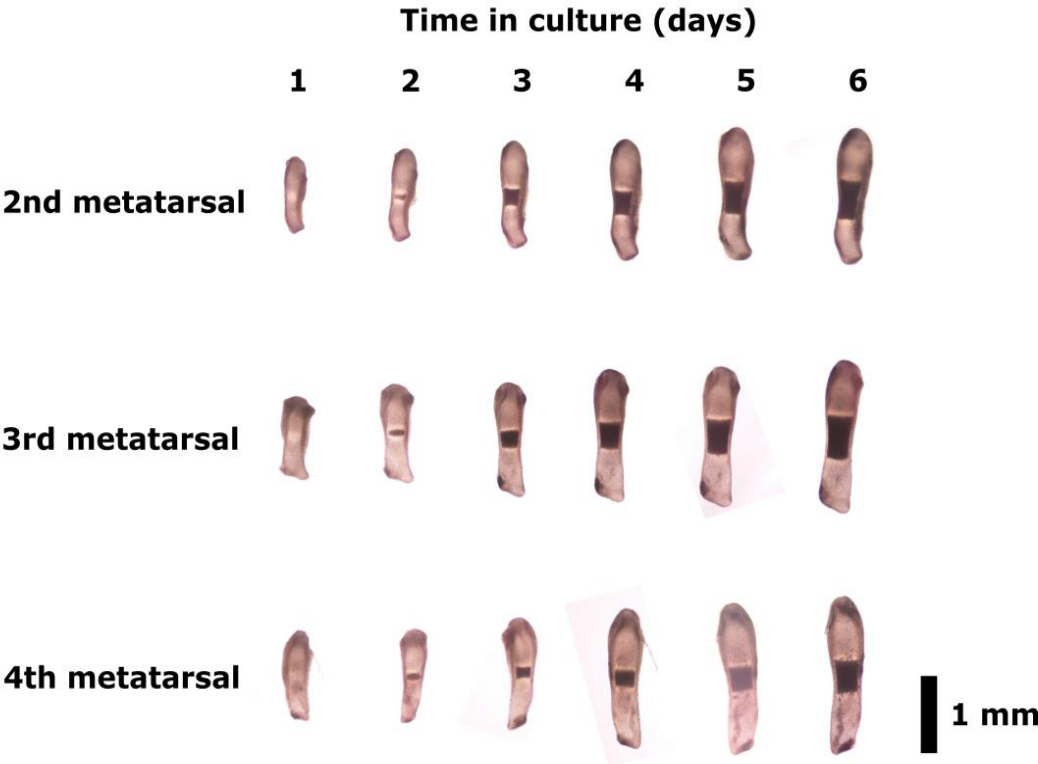 Time in culture (days)
1 2 3 4 5 6
2nd metatarsal
3rd metatarsal
4th metatarsal
1 mm